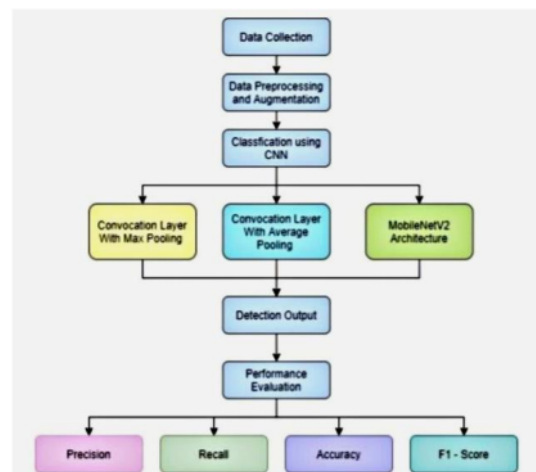 Data Collection
Data Preprocessing
and Augmentation
Classfication using
CNN
Convocation Layer
With Max Pooling
Convocation Layer
With Average
Pooling
MobileNetV2
Architecture
Detection Output
Performance
Evaluation
Precision
Recall
Accuracy
F1 - Score